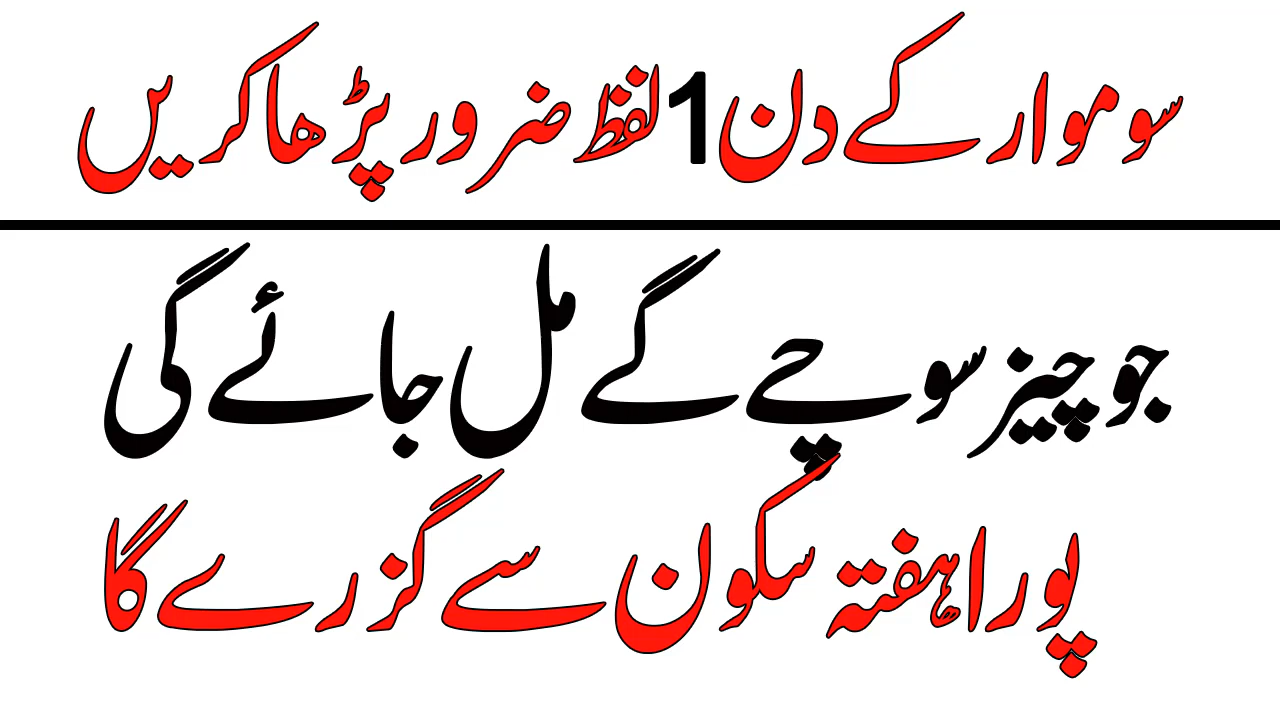 سوموار کے دن 1 لفظ ضرور پڑھا کریں
جو چیز سوچے گے مل جائے گی
پورا ہفتہ سکون سے گزرے گا